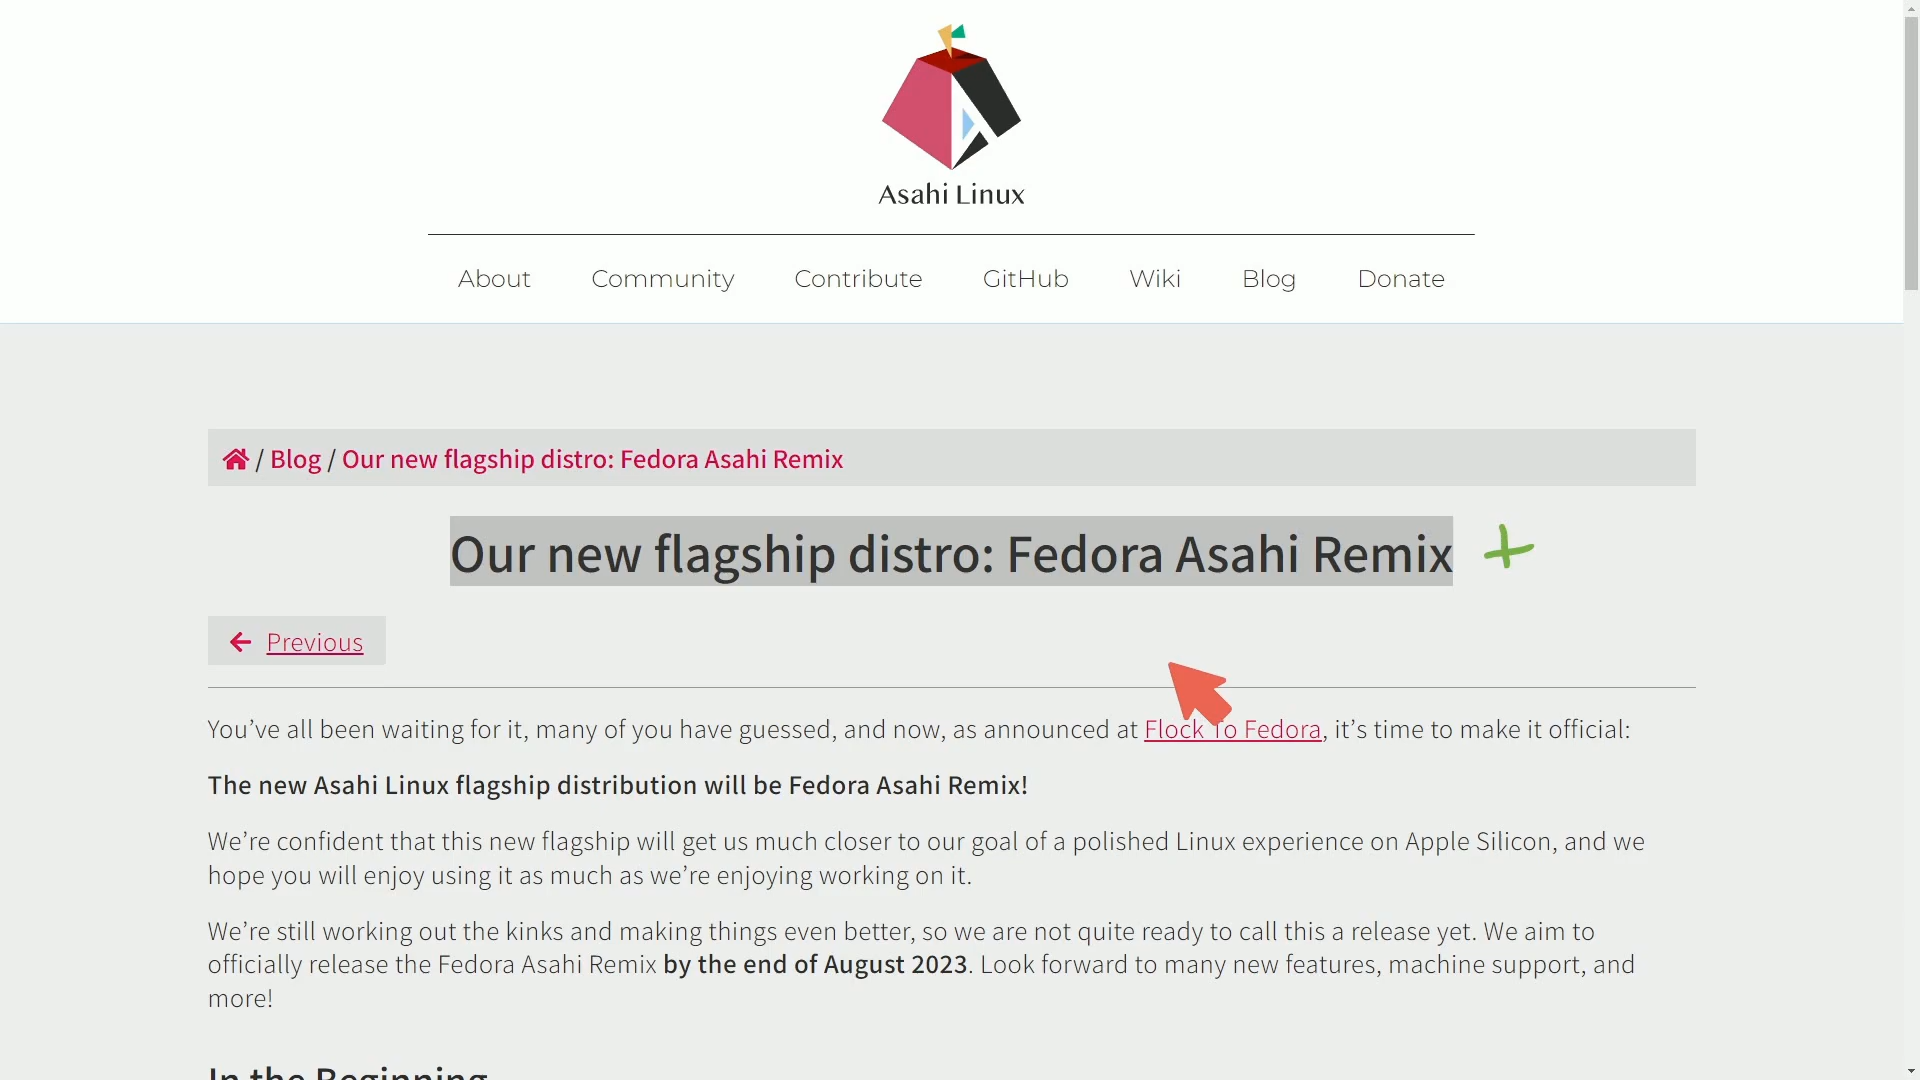 Asahi Linux
About Community Contribute GitHub Wiki Blog Donate
/ Blog / Our new flagship distro: Fedora Asahi Remix
Our new flagship distro: Fedora Asahi Remix
Previous
You’ve all been waiting for it, many of you have guessed, and now, as announced at Flock To Fedora, it’s time to make it official:
The new Asahi Linux flagship distribution will be Fedora Asahi Remix!
We’re confident that this new flagship will get us much closer to our goal of a polished Linux experience on Apple Silicon, and we
hope you will enjoy using it as much as we’re enjoying working on it.
We’re still working out the kinks and making things even better, so we are not quite ready to call this a release yet. We aim to
officially release the Fedora Asahi Remix by the end of August 2023. Look forward to many new features, machine support, and
more!
In the Beginning